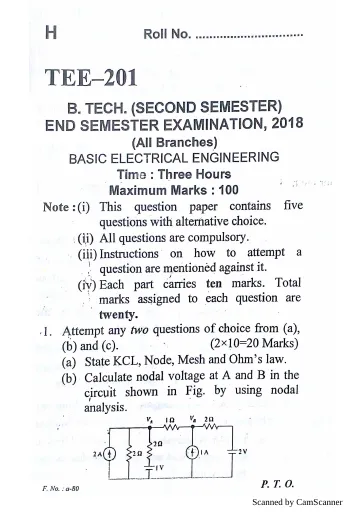 H
Roll No. ...............................
TEE–201
B. TECH. (SECOND SEMESTER)
END SEMESTER EXAMINATION, 2018
(All Branches)
BASIC ELECTRICAL ENGINEERING
Time : Three Hours
Maximum Marks : 100
Note : (i) This question paper contains five
questions with alternative choice.
(ii) All questions are compulsory.
(iii) Instructions on how to attempt a
question are mentioned against it.
(iv) Each part carries ten marks. Total
marks assigned to each question are
twenty.
1. Attempt any two questions of choice from (a),
(b) and (c). (2×10=20 Marks)
(a) State KCL, Node, Mesh and Ohm's law.
(b) Calculate nodal voltage at A and B in the
circuit shown in Fig. by using nodal
analysis.
1Ω 2Ω
2Ω
2A 2Ω 1A 2V
1V
F. No. : a-80 P. T. O.
Scanned by CamScanner